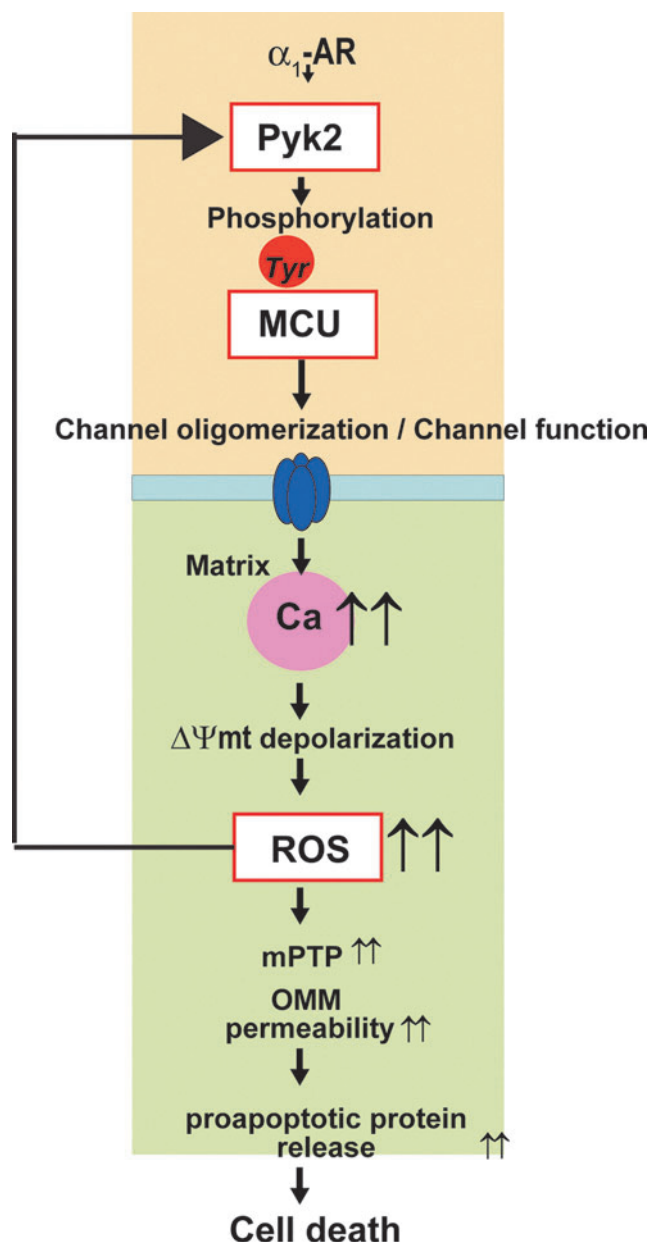 α1-AR
Pyk2
Phosphorylation
Tyr
MCU
Channel oligomerization / Channel function
Matrix
Ca ↑↑
ΔΨmt depolarization
ROS ↑↑
mPTP ↑↑
OMM
permeability ↑↑
proapoptotic protein
release ↑↑
Cell death